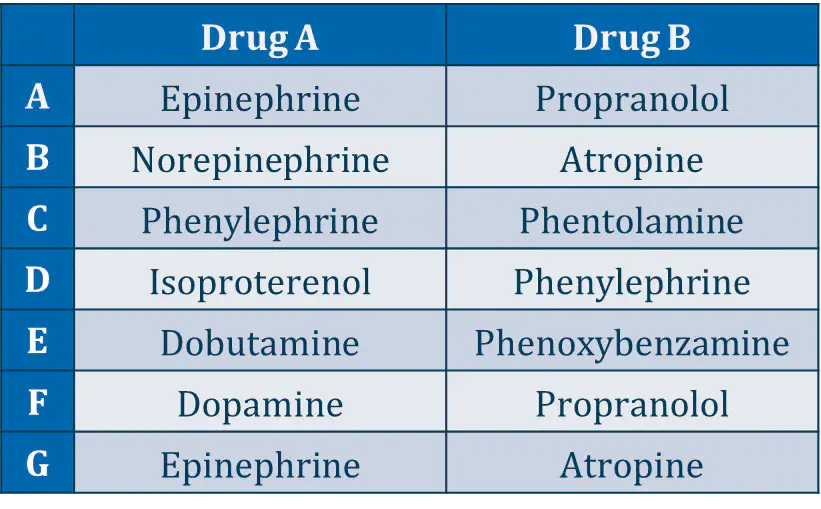 Drug A Drug B
A Epinephrine Propranolol
B Norepinephrine Atropine
C Phenylephrine Phentolamine
D Isoproterenol Phenylephrine
E Dobutamine Phenoxybenzamine
F Dopamine Propranolol
G Epinephrine Atropine